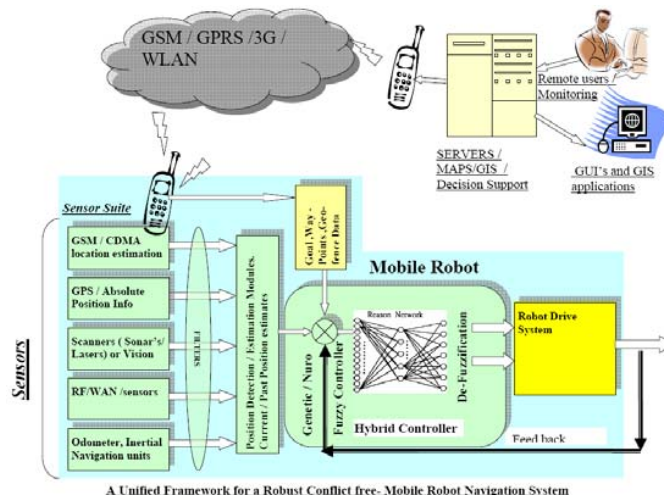 GSM / GPRS /3G /
WLAN
Remote users /
Monitoring
SERVERS /
MAPS/GIS /
Decision Support
GUI's and GIS
applications
Sensor Suite
Sensors
GSM / CDMA
location estimation
GPS / Absolute
Position Info
Scanners ( Sonar's/
Lasers) or Vision
RF/WAN /sensors
Odometer, Inertial
Navigation units
FILTERS
Position Detection / Estimation Modules.
Current / Past Position estimates
Goal ,Way -
Points ,Geo-
fence Data
Mobile Robot
Genetic / Nuro
Fuzzy Controller
Reason Network
De-Fuzzification
Hybrid Controller
Robot Drive
System
Feed back
A Unified Framework for a Robust Conflict free- Mobile Robot Navigation System